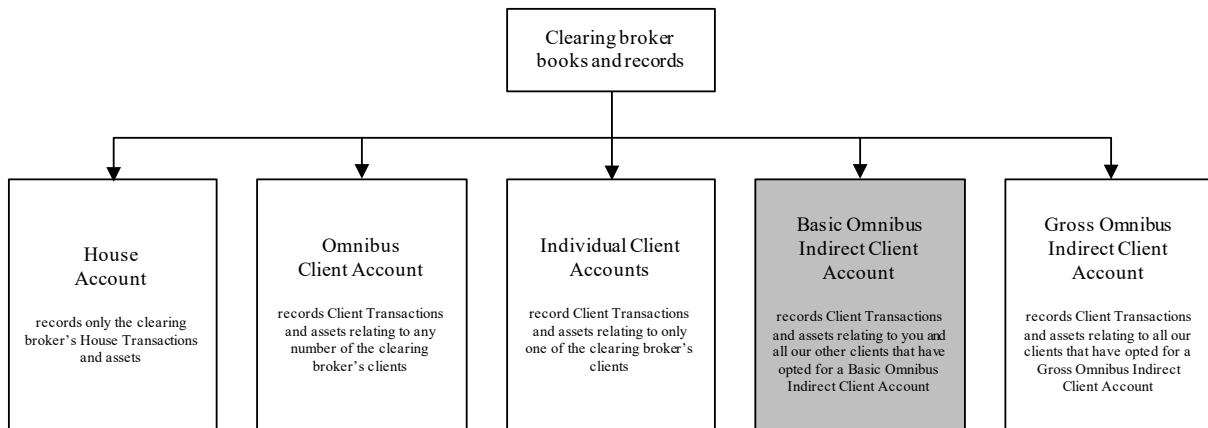 Clearing broker
books and records
House
Account
records only the clearing
broker's House Transactions
and assets
Omnibus
Client Account
records Client Transactions
and assets relating to any
number of the clearing
broker's clients
Individual Client
Accounts
record Client Transactions
and assets relating to only
one of the clearing broker's
clients
Basic Omnibus
Indirect Client
Account
records Client Transactions
and assets relating to you and
all our other clients that have
opted for a Basic Omnibus
Indirect Client Account
Gross Omnibus
Indirect Client
Account
records Client Transactions
and assets relating to all our
clients that have opted for a
Gross Omnibus Indirect
Client Account